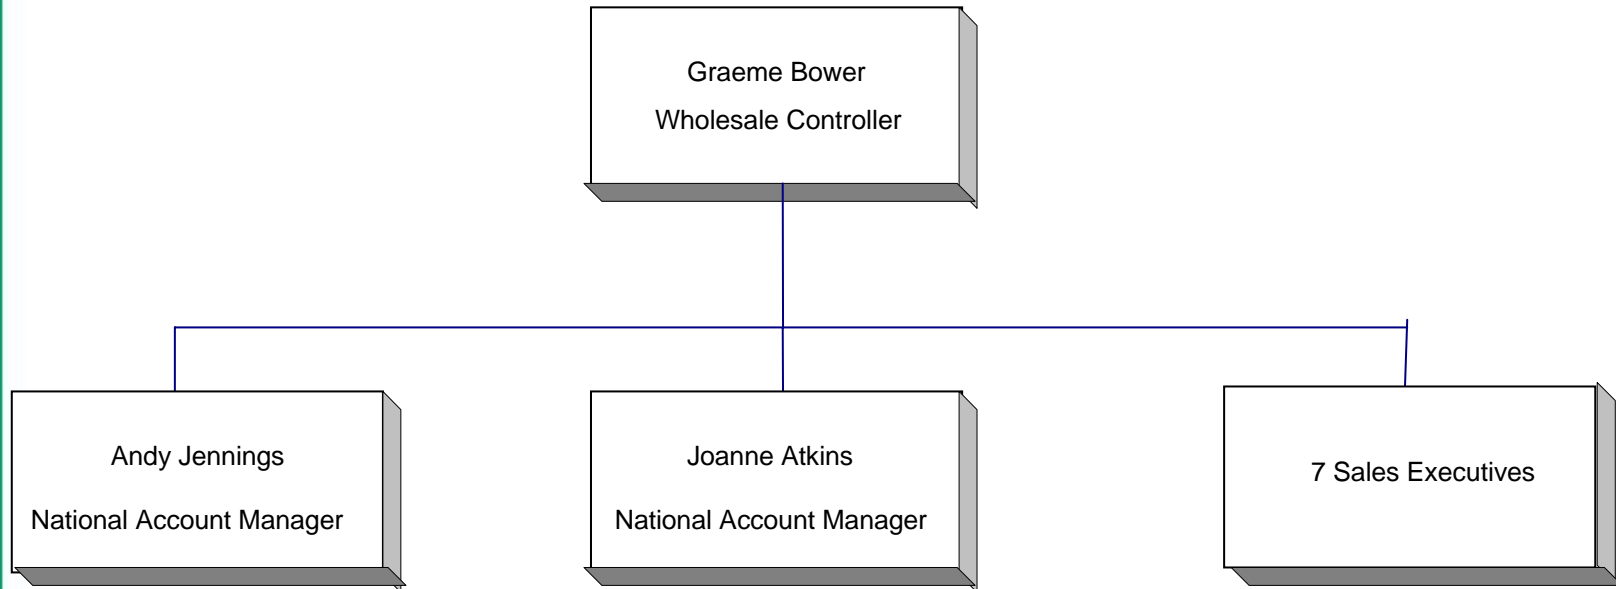 Graeme Bower
Wholesale Controller
Andy Jennings
National Account Manager
Joanne Atkins
National Account Manager
7 Sales Executives